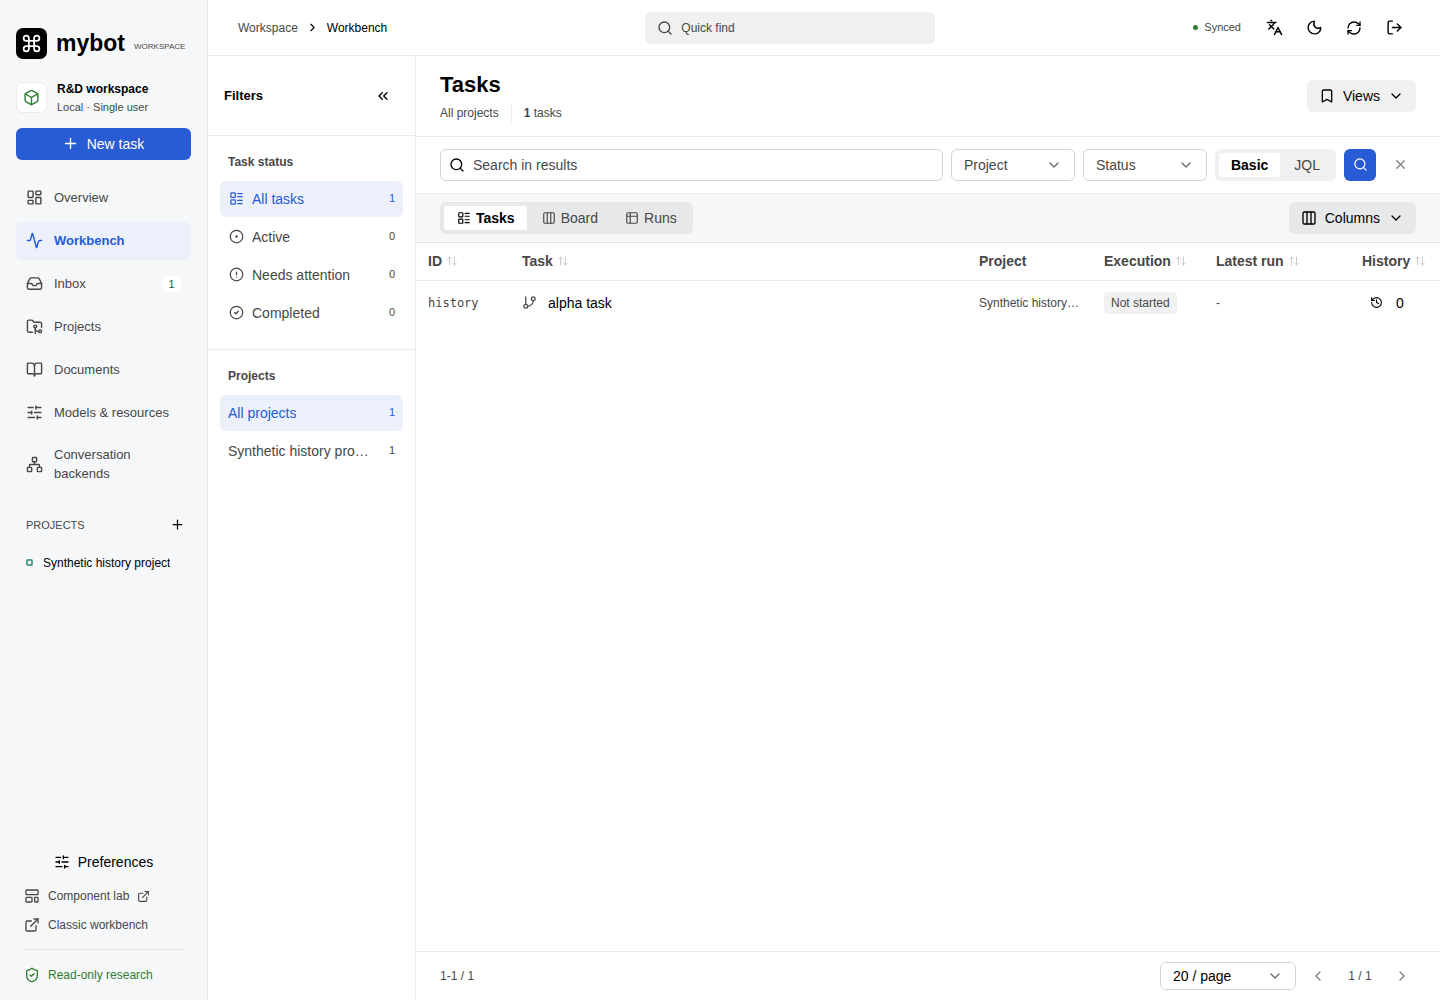 mybot WORKSPACE
R&D workspace
Local · Single user
New task
Overview
Workbench
Inbox 1
Projects
Documents
Models & resources
Conversation
backends
PROJECTS
Synthetic history project
Preferences
Component lab
Classic workbench
Read-only research
Workspace Workbench
Quick find
Synced
Filters
Task status
All tasks 1
Active 0
Needs attention 0
Completed 0
Projects
All projects 1
Synthetic history pro… 1
Tasks
All projects 1 tasks
Views
Search in results
Project
Status
Basic JQL
Tasks Board Runs
Columns
ID Task Project Execution Latest run History
history alpha task Synthetic history… Not started - 0
1-1 / 1
20 / page
1 / 1